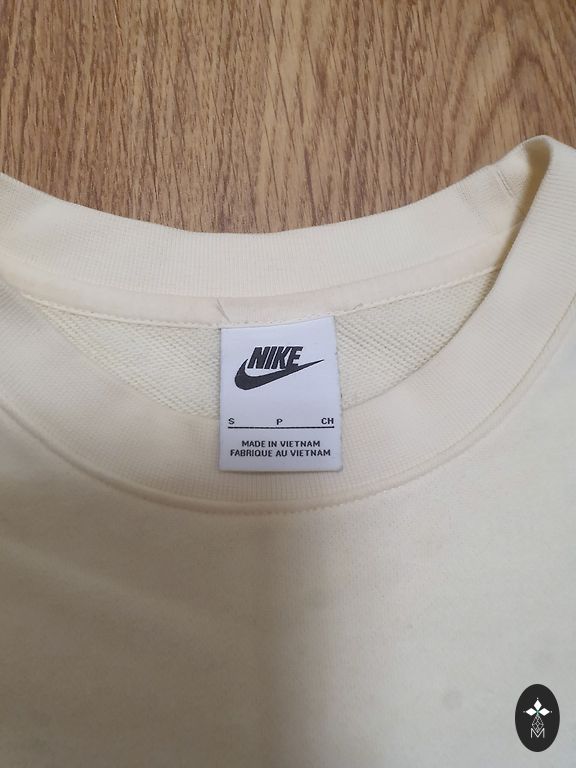 NIKE
S P CH
MADE IN VIETNAM
FABRIQUE AU VIETNAM
M